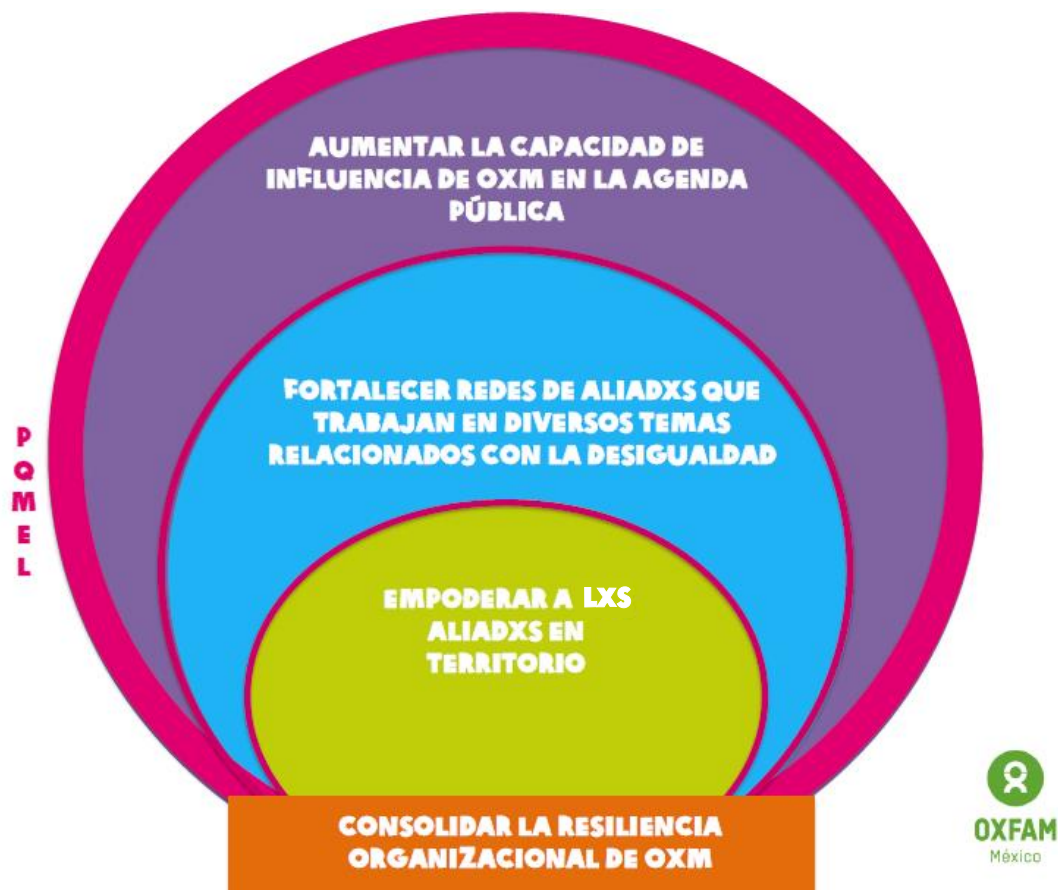 AUMENTAR LA CAPACIDAD DE
INFLUENCIA DE OXM EN LA AGENDA
PÚBLICA
FORTALECER REDES DE ALIADXS QUE
TRABAJAN EN DIVERSOS TEMAS
RELACIONADOS CON LA DESIGUALDAD
P
Q
M
E
L
EMPODERAR A LXS
ALIADXS EN
TERRITORIO
CONSOLIDAR LA RESILIENCIA
ORGANIZACIONAL DE OXM
OXFAM
México